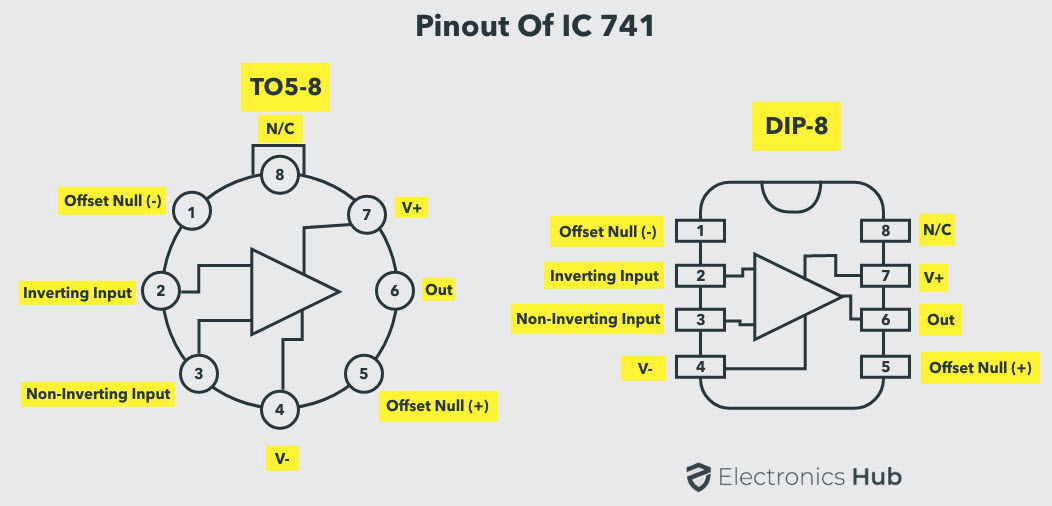 Pinout Of IC 741
TO5-8
N/C
8
Offset Null (-)
1
7
V+
Inverting Input
2
6
Out
3
Non-Inverting Input
5
Offset Null (+)
4
V-
DIP-8
Offset Null (-)
1
8
N/C
Inverting Input
2
7
V+
Non-Inverting Input
3
6
Out
V-
4
5
Offset Null (+)
Electronics Hub